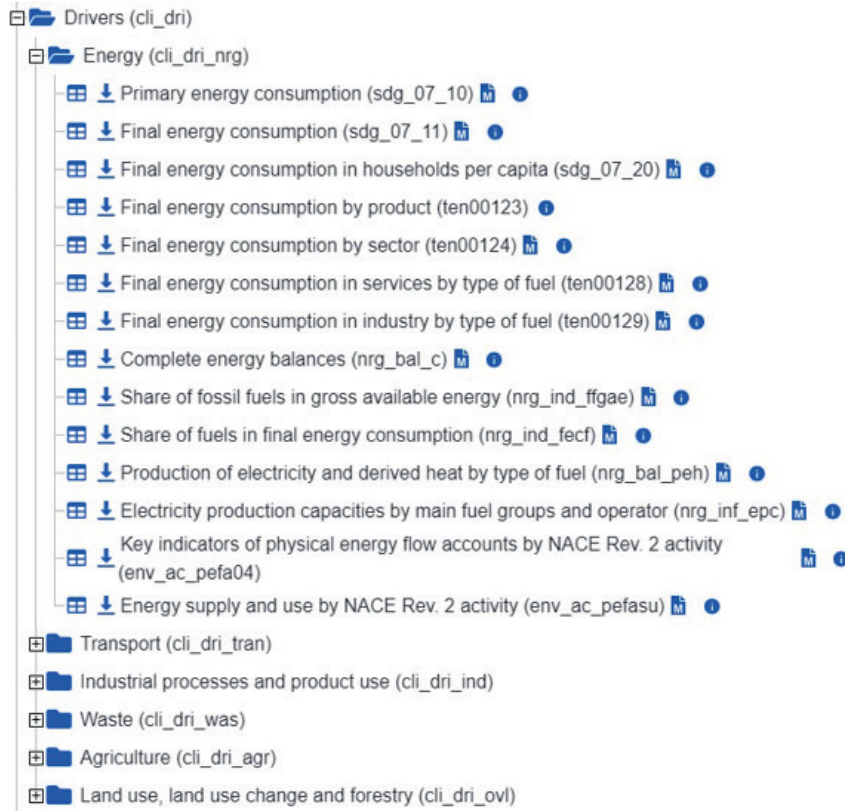 Drivers (cli_dri)
Energy (cli_dri_nrg)
Primary energy consumption (sdg_07_10) M i
Final energy consumption (sdg_07_11) M i
Final energy consumption in households per capita (sdg_07_20) M i
Final energy consumption by product (ten00123) i
Final energy consumption by sector (ten00124) M i
Final energy consumption in services by type of fuel (ten00128) M i
Final energy consumption in industry by type of fuel (ten00129) M i
Complete energy balances (nrg_bal_c) M i
Share of fossil fuels in gross available energy (nrg_ind_ffgae) M i
Share of fuels in final energy consumption (nrg_ind_fecf) M i
Production of electricity and derived heat by type of fuel (nrg_bal_peh) M i
Electricity production capacities by main fuel groups and operator (nrg_inf_epc) M i
Key indicators of physical energy flow accounts by NACE Rev. 2 activity
(env_ac_pefa04) M i
Energy supply and use by NACE Rev. 2 activity (env_ac_pefasu) M i
Transport (cli_dri_tran)
Industrial processes and product use (cli_dri_ind)
Waste (cli_dri_was)
Agriculture (cli_dri_agr)
Land use, land use change and forestry (cli_dri_ovl)